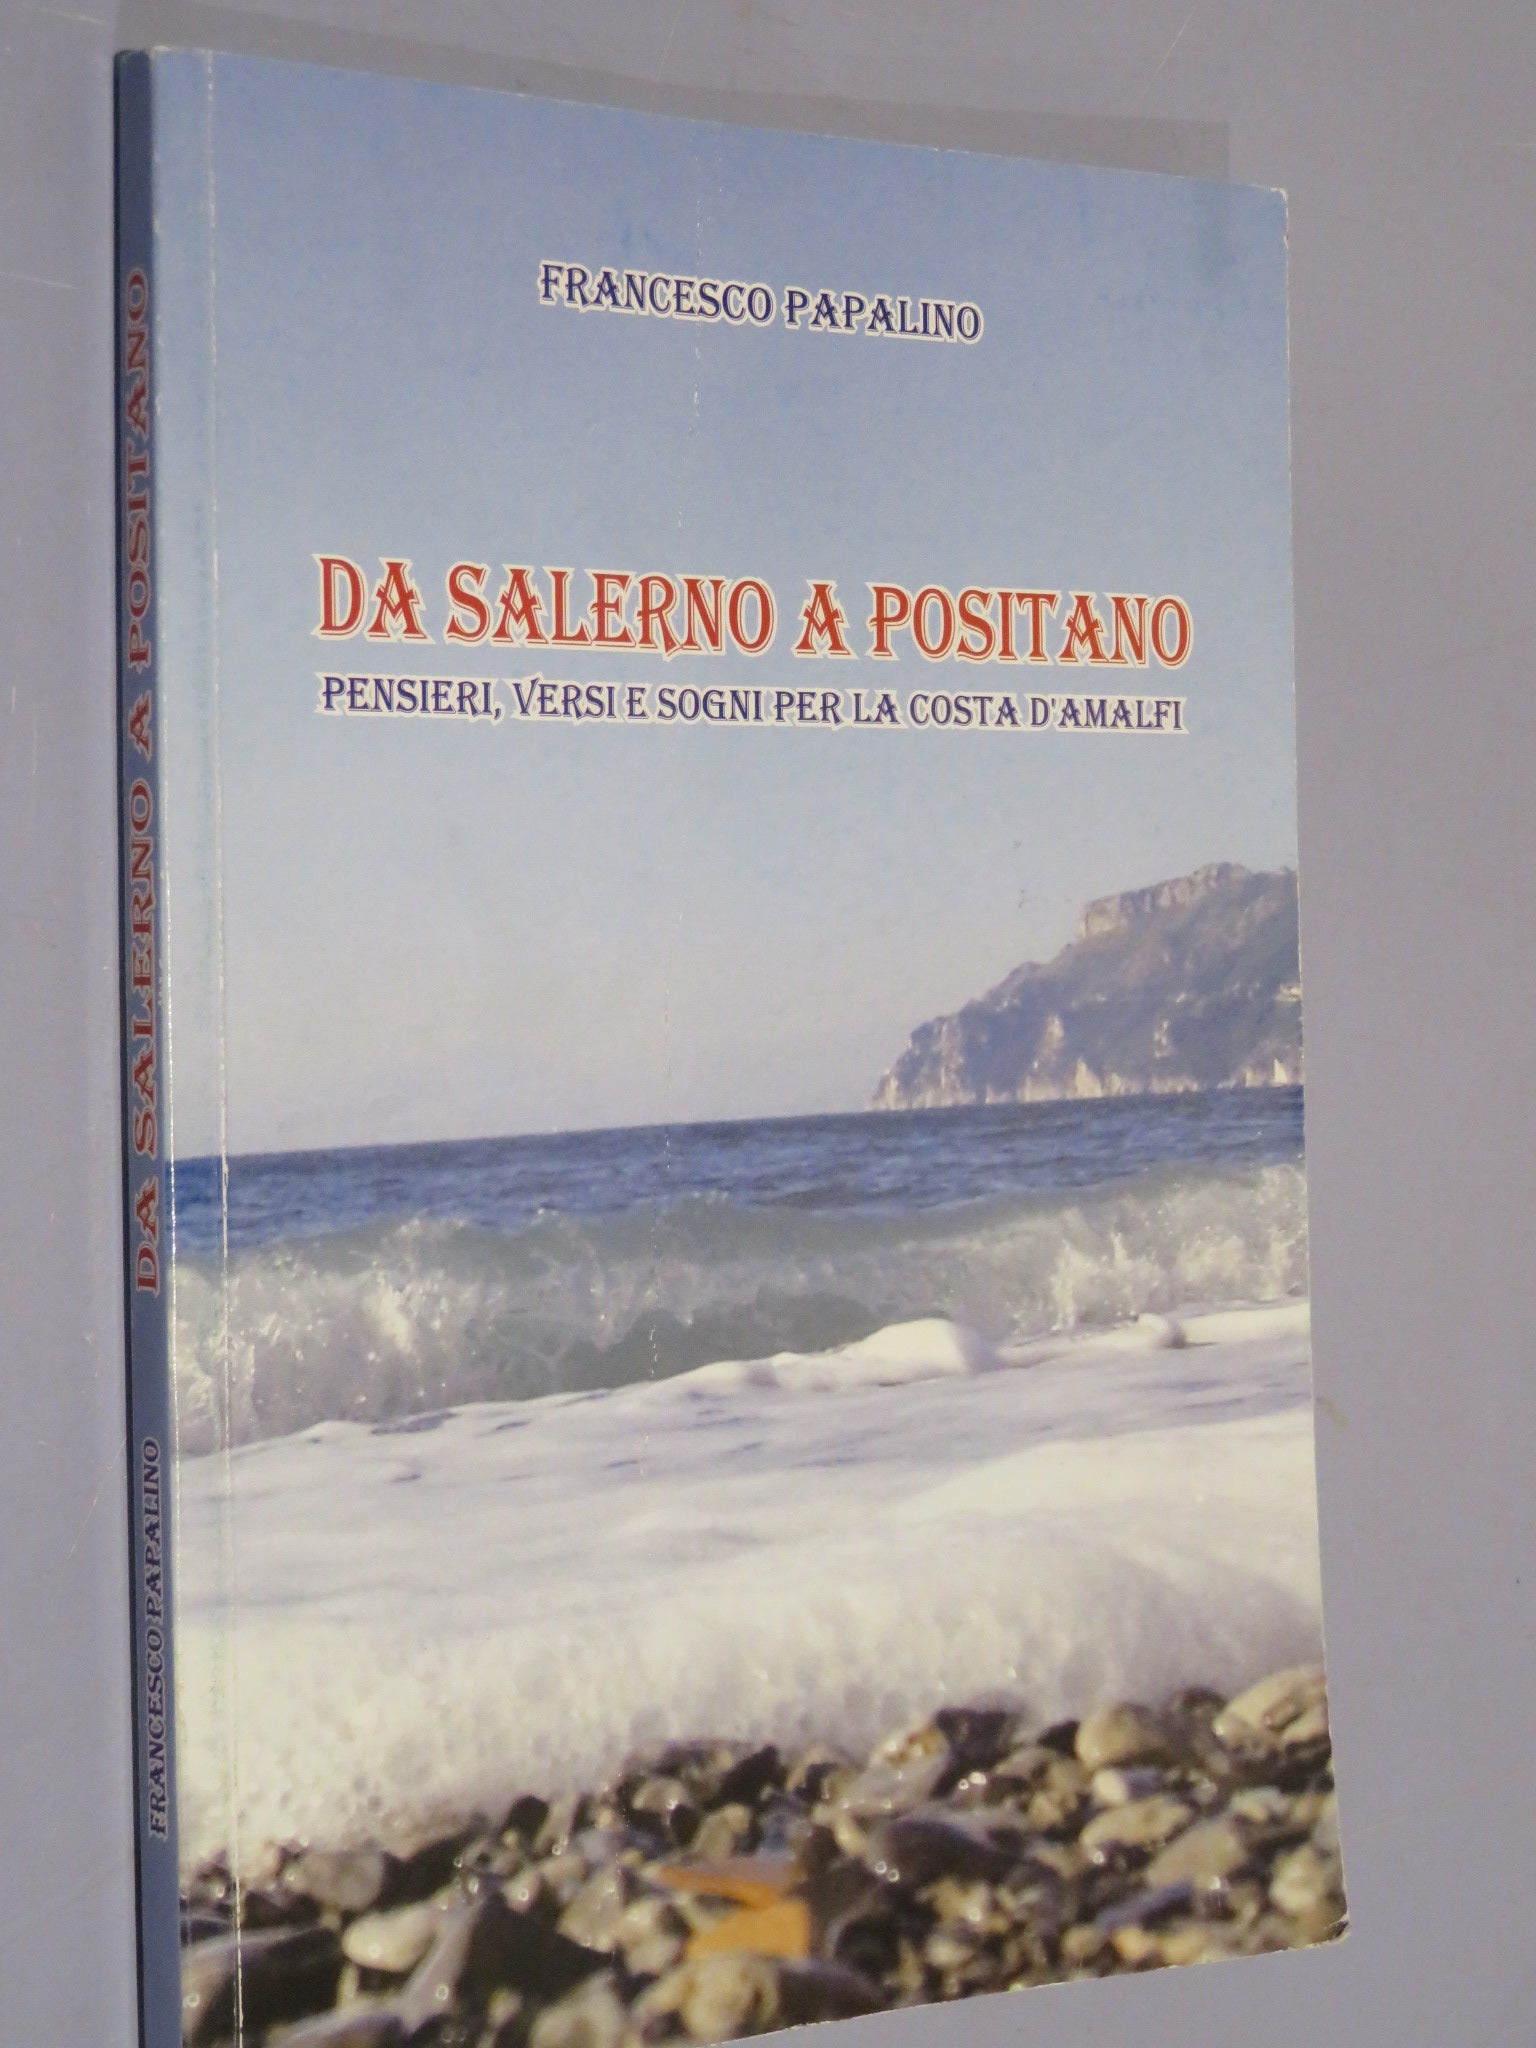 FRANCESCO PAPALINO
DA SALERNO A POSITANO
PENSIERI, VERSI E SOGNI PER LA COSTA D'AMALFI
FRANCESCO PAPALINO DA SALERNO A POSITANO